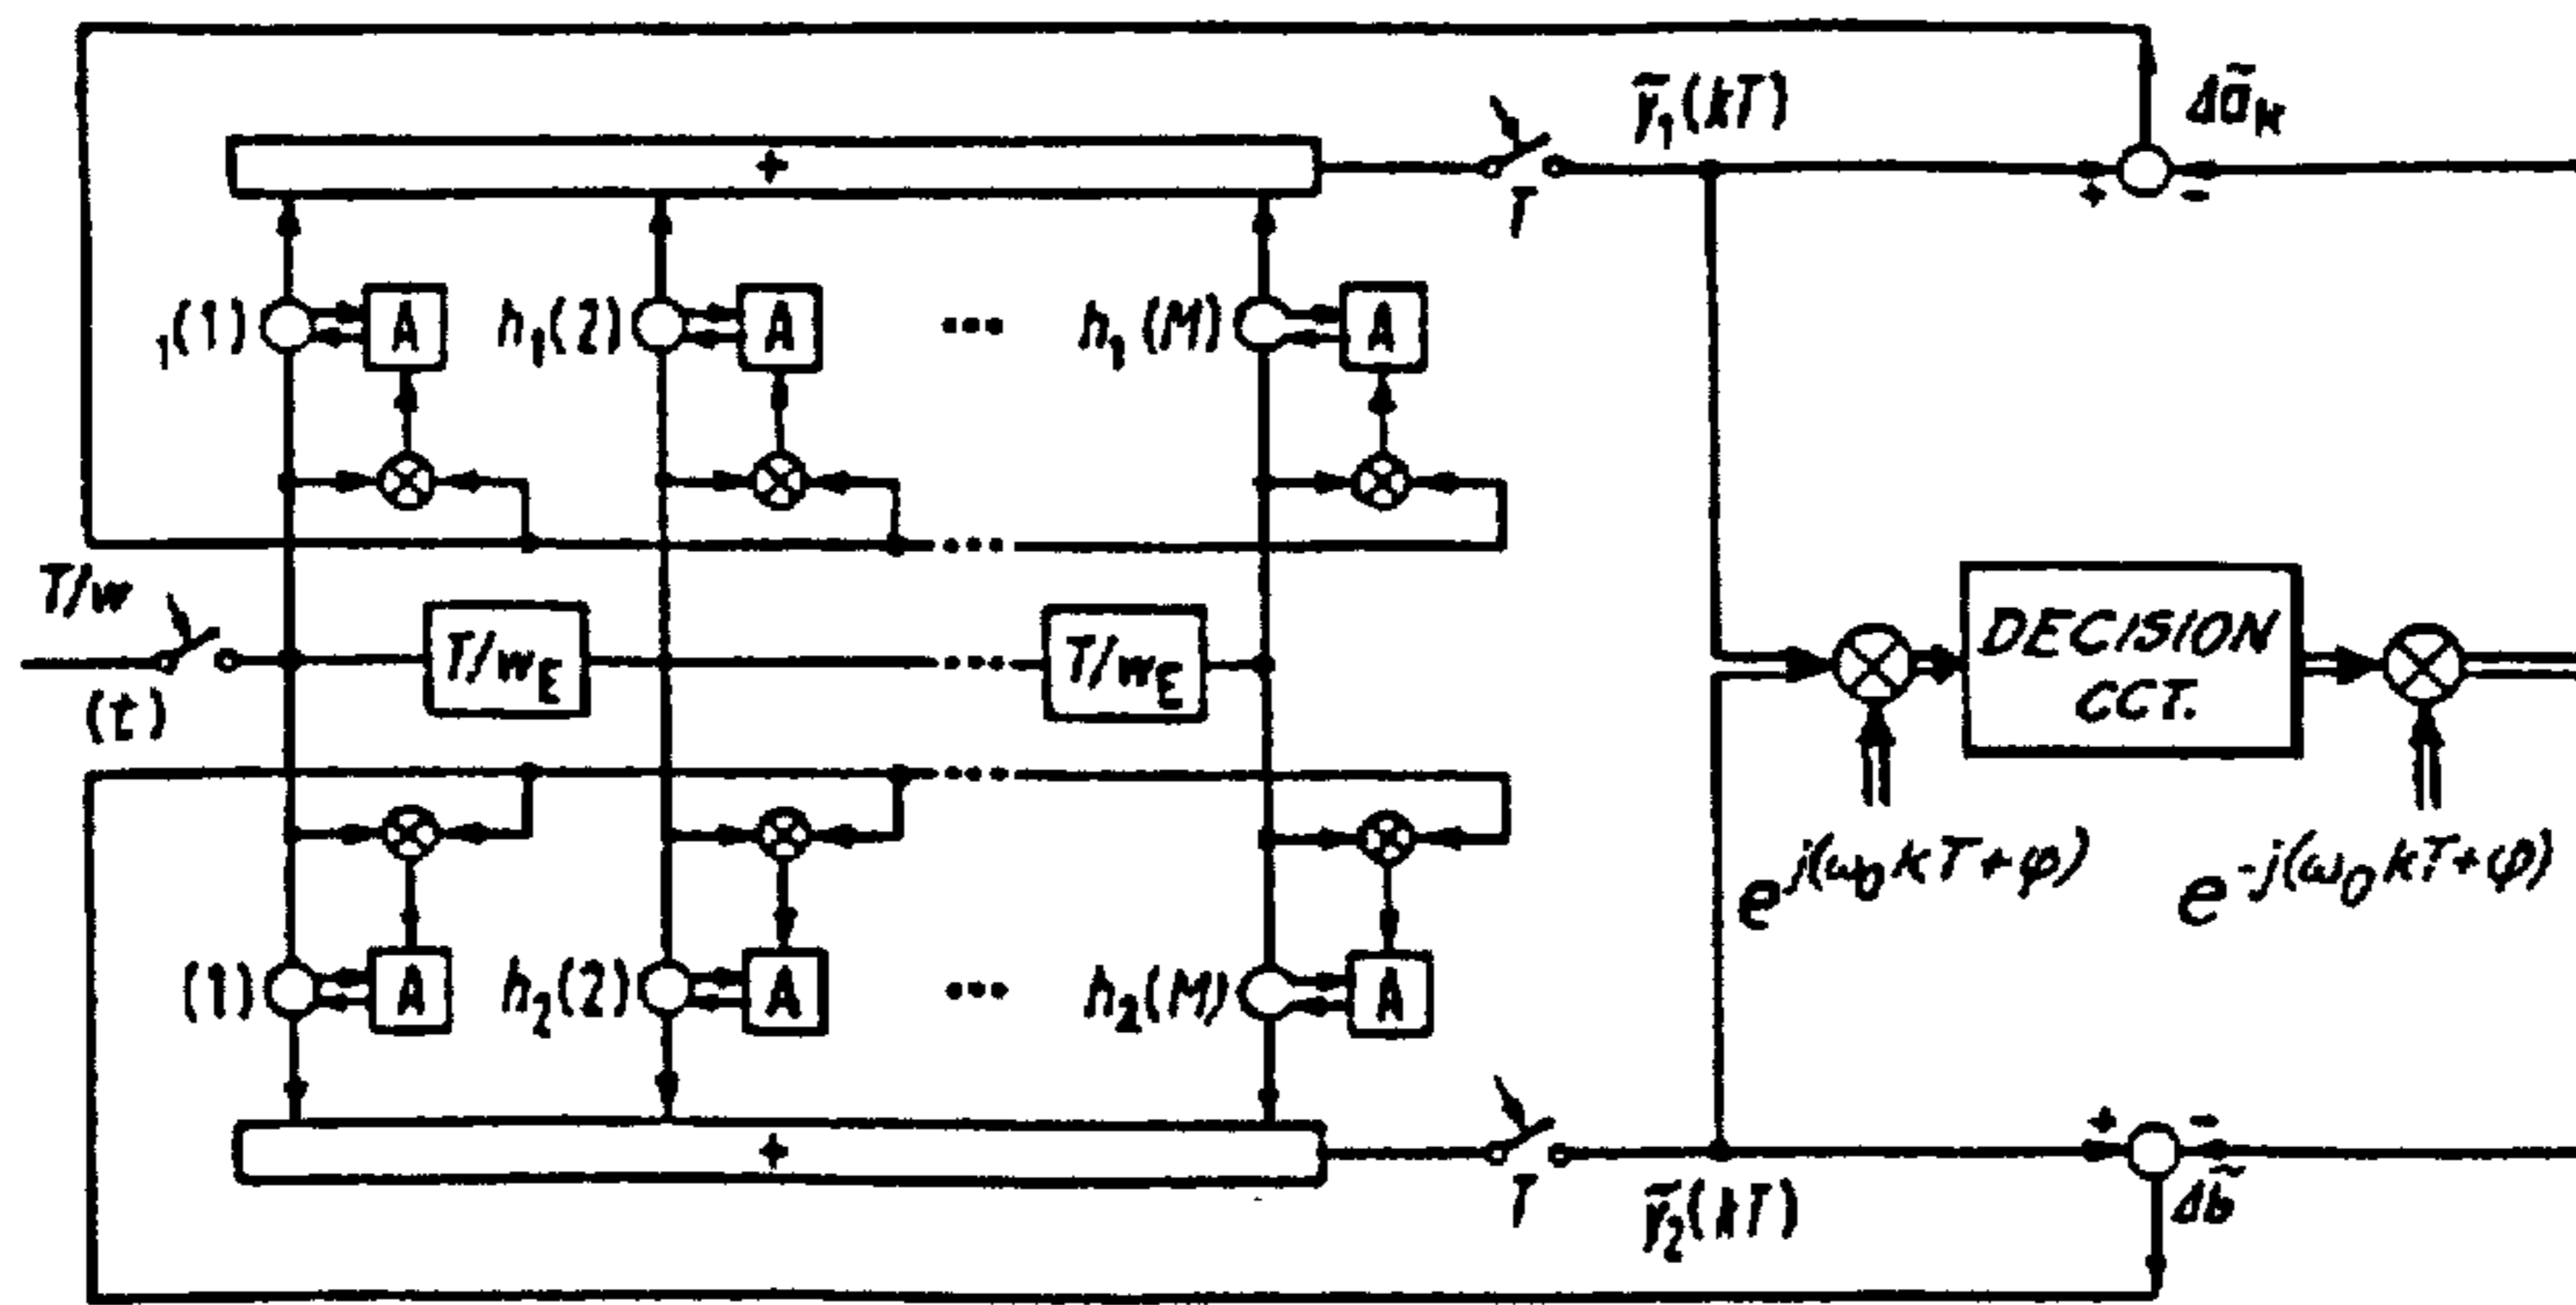 ỹ₁(kT)
Δãₖ
+
+ -
T
₁(1) A h₁(2) A ... h₁(M) A
T/w
(t)
T/w_E ... T/w_E
DECISION
CCT.
e^j(ω₀kT+φ) e^-j(ω₀kT+φ)
(1) A h₂(2) A ... h₂(M) A
+ -
+
T
ỹ₂(kT)
Δb̃